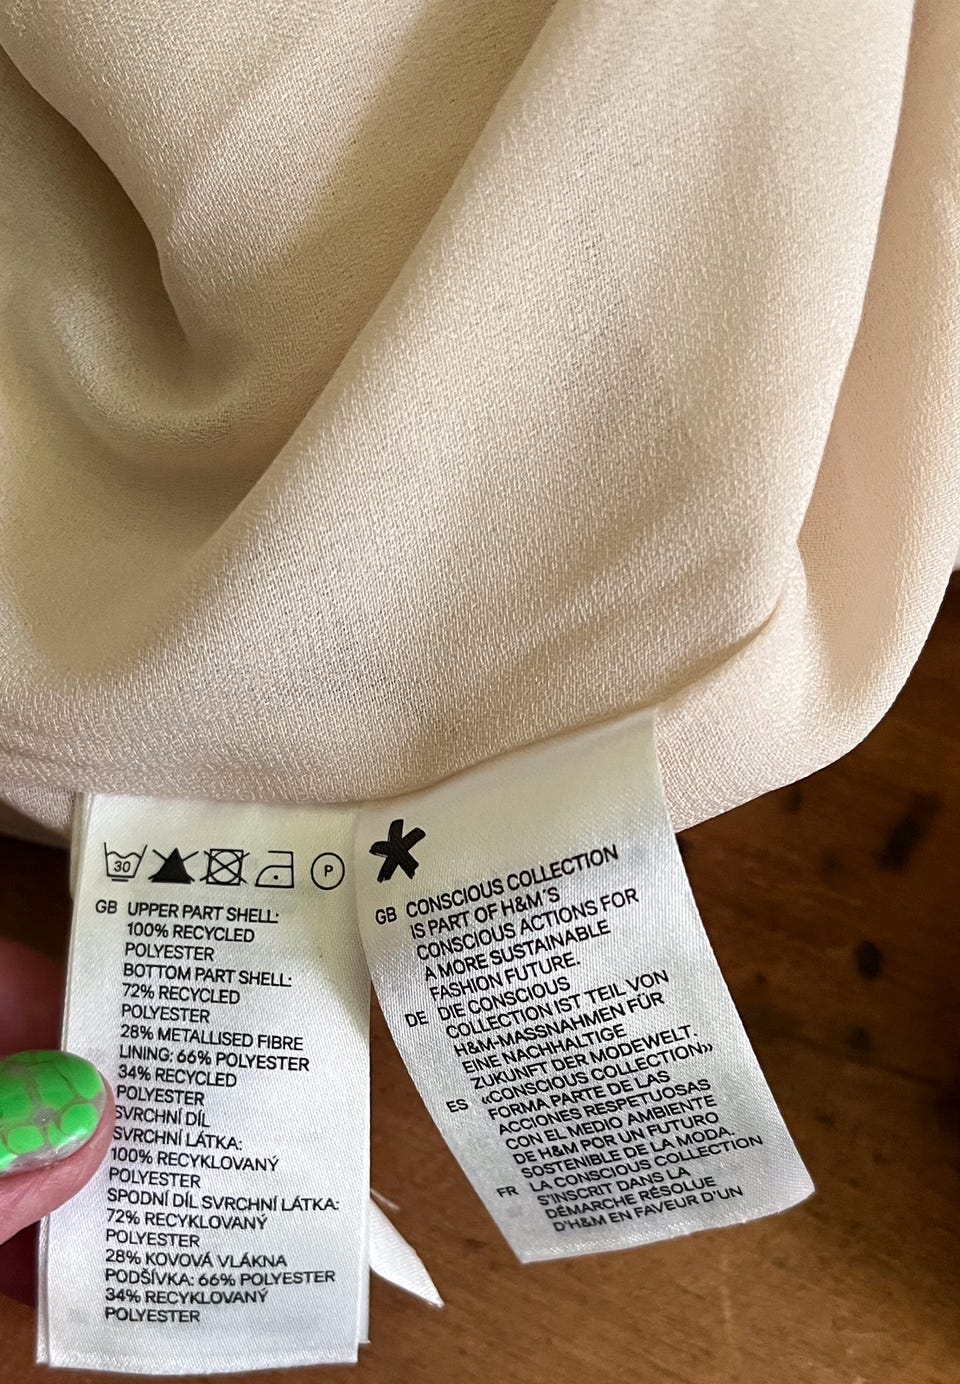 30 P
GB UPPER PART SHELL:
100% RECYCLED
POLYESTER
BOTTOM PART SHELL:
72% RECYCLED
POLYESTER
28% METALLISED FIBRE
LINING: 66% POLYESTER
34% RECYCLED
POLYESTER
SVRCHNÍ DÍL
SVRCHNÍ LÁTKA:
100% RECYKLOVANÝ
POLYESTER
SPODNÍ DÍL SVRCHNÍ LÁTKA:
72% RECYKLOVANÝ
POLYESTER
28% KOVOVÁ VLÁKNA
PODŠÍVKA: 66% POLYESTER
34% RECYKLOVANÝ
POLYESTER
GB CONSCIOUS COLLECTION
IS PART OF H&M´S
CONSCIOUS ACTIONS FOR
A MORE SUSTAINABLE
FASHION FUTURE.
DE DIE CONSCIOUS
COLLECTION IST TEIL VON
H&M-MASSNAHMEN FÜR
EINE NACHHALTIGE
ZUKUNFT DER MODEWELT.
ES «CONSCIOUS COLLECTION»
FORMA PARTE DE LAS
ACCIONES RESPETUOSAS
CON EL MEDIO AMBIENTE
DE H&M POR UN FUTURO
SOSTENIBLE DE LA MODA.
FR LA CONSCIOUS COLLECTION
S'INSCRIT DANS LA
DÉMARCHE RÉSOLUE
D'H&M EN FAVEUR D'UN